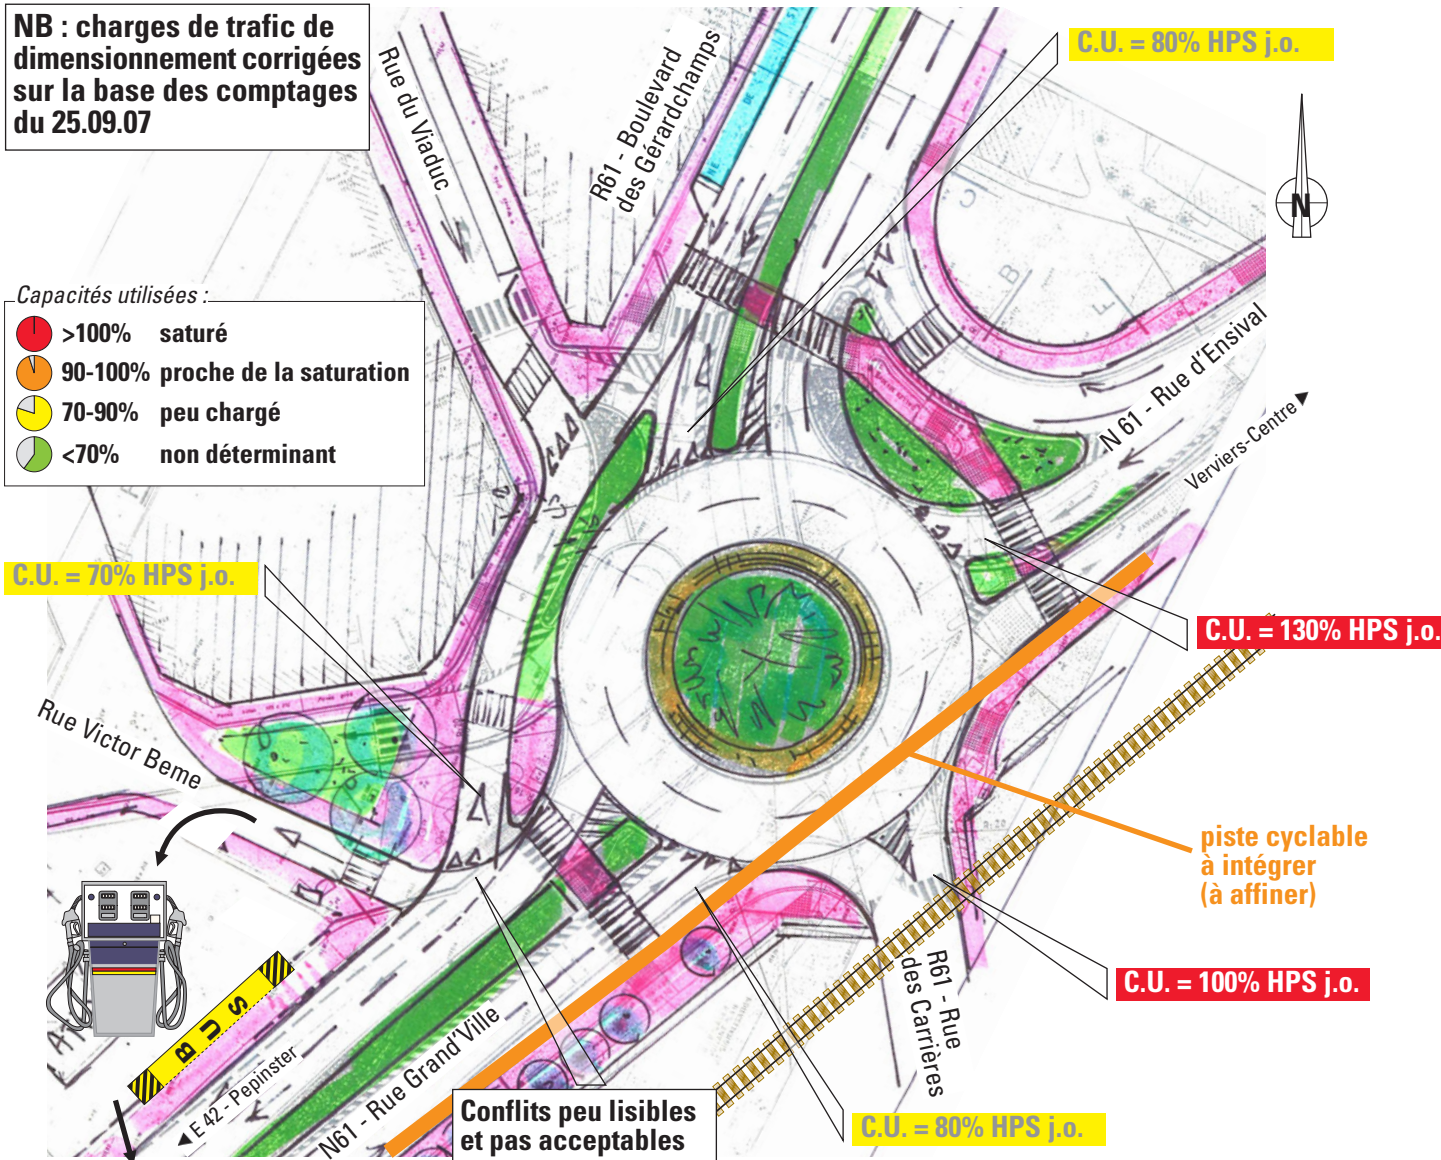 NB : charges de trafic de
dimensionnement corrigées
sur la base des comptages
du 25.09.07
Rue du Viaduc
R61 - Boulevard
des Gérardchamps
C.U. = 80% HPS j.o.
N
Capacités utilisées :
>100% saturé
90-100% proche de la saturation
70-90% peu chargé
<70% non déterminant
N 61 - Rue d'Ensival
Verviers-Centre
C.U. = 70% HPS j.o.
C.U. = 130% HPS j.o.
Rue Victor Beme
piste cyclable
à intégrer
(à affiner)
BUS
R61 - Rue
des Carrières
C.U. = 100% HPS j.o.
E 42 - Pepinster
N61 - Rue Grand'Ville
Conflits peu lisibles
et pas acceptables
C.U. = 80% HPS j.o.